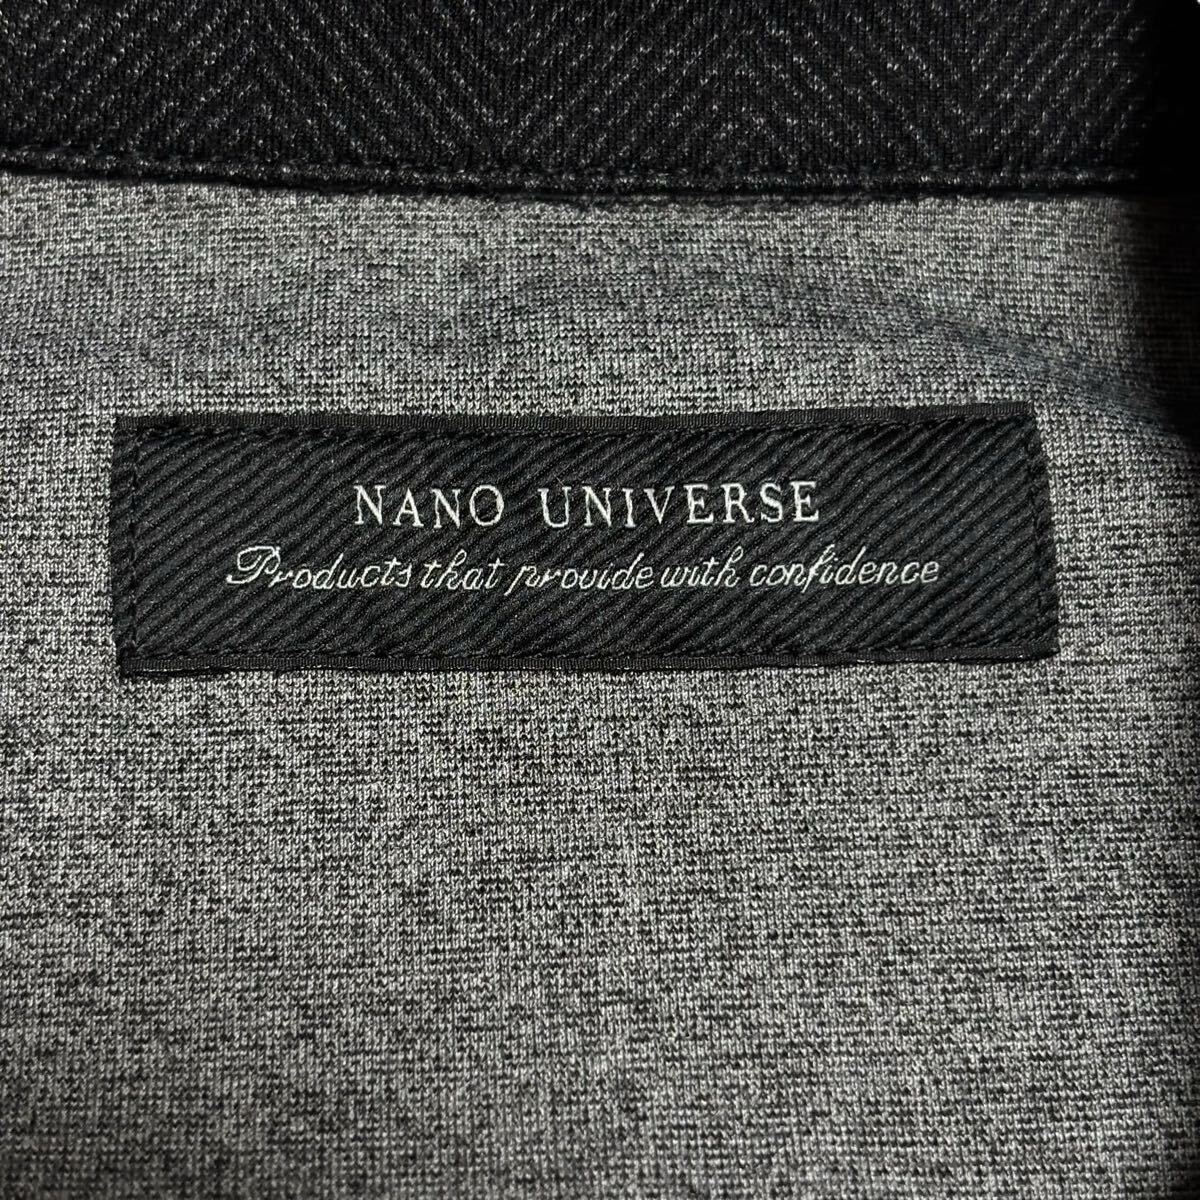 NANO UNIVERSE
Products that provide with confidence